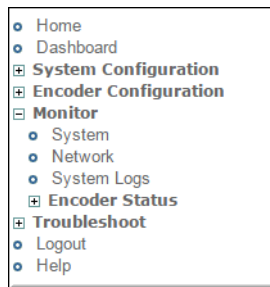 Home
Dashboard
System Configuration
Encoder Configuration
Monitor
System
Network
System Logs
Encoder Status
Troubleshoot
Logout
Help